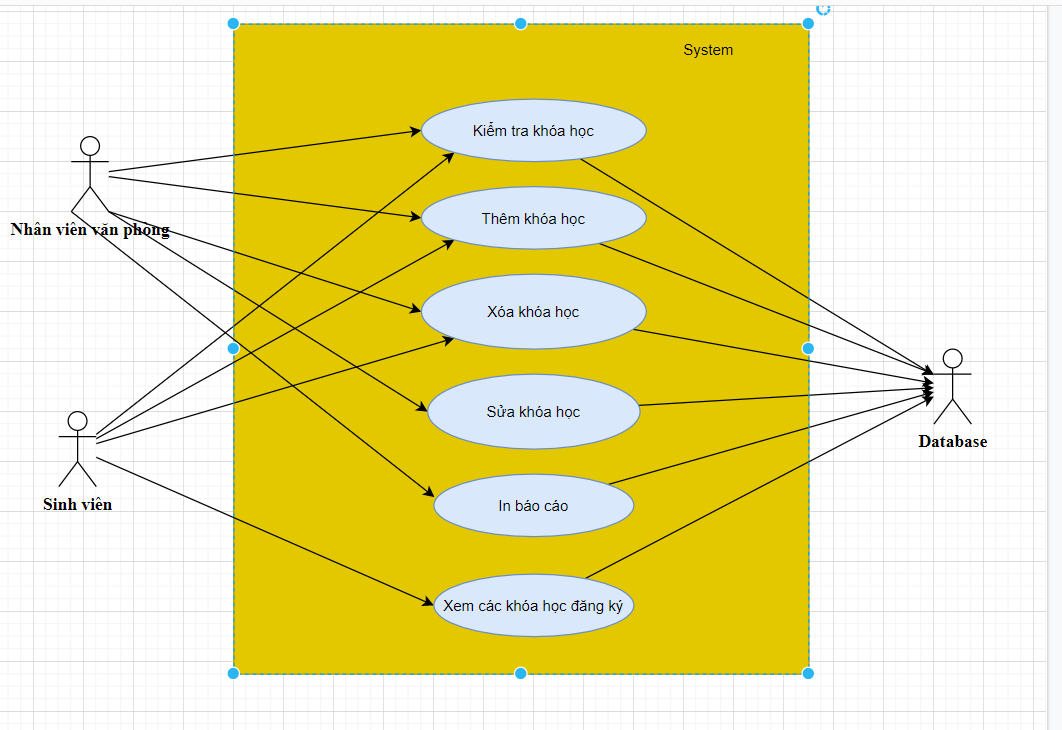 System
Kiểm tra khóa học
Thêm khóa học
Nhân viên văn phòng
Xóa khóa học
Sửa khóa học
Database
Sinh viên
In báo cáo
Xem các khóa học đăng ký